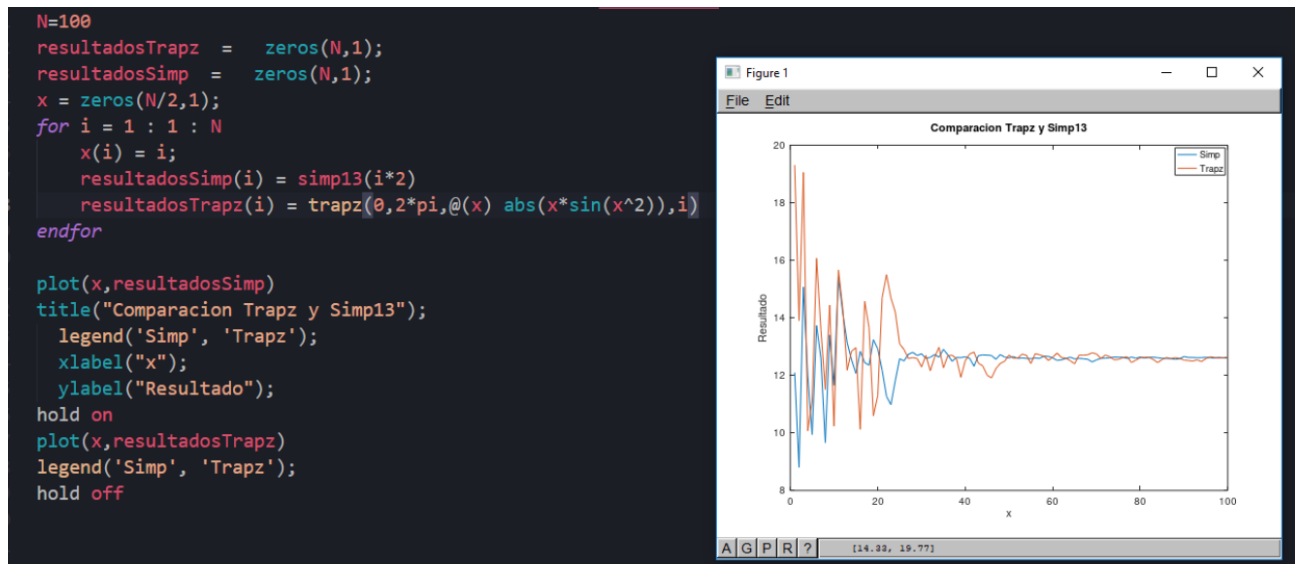 N=100
resultadosTrapz  =   zeros(N,1);
resultadosSimp  =   zeros(N,1);
x = zeros(N/2,1);
for i = 1 : 1 : N
    x(i) = i;
    resultadosSimp(i) = simp13(i*2)
    resultadosTrapz(i) = trapz(0,2*pi,@(x) abs(x*sin(x^2)),i)
endfor
plot(x,resultadosSimp)
title("Comparacion Trapz y Simp13");
  legend('Simp', 'Trapz');
  xlabel("x");
  ylabel("Resultado");
hold on
plot(x,resultadosTrapz)
legend('Simp', 'Trapz');
hold off
Figure 1
File Edit
Comparacion Trapz y Simp13
Simp
Trapz
20
18
16
14
12
10
8
Resultado
0 20 40 60 80 100
x
A G P R ? [14.33, 19.77]